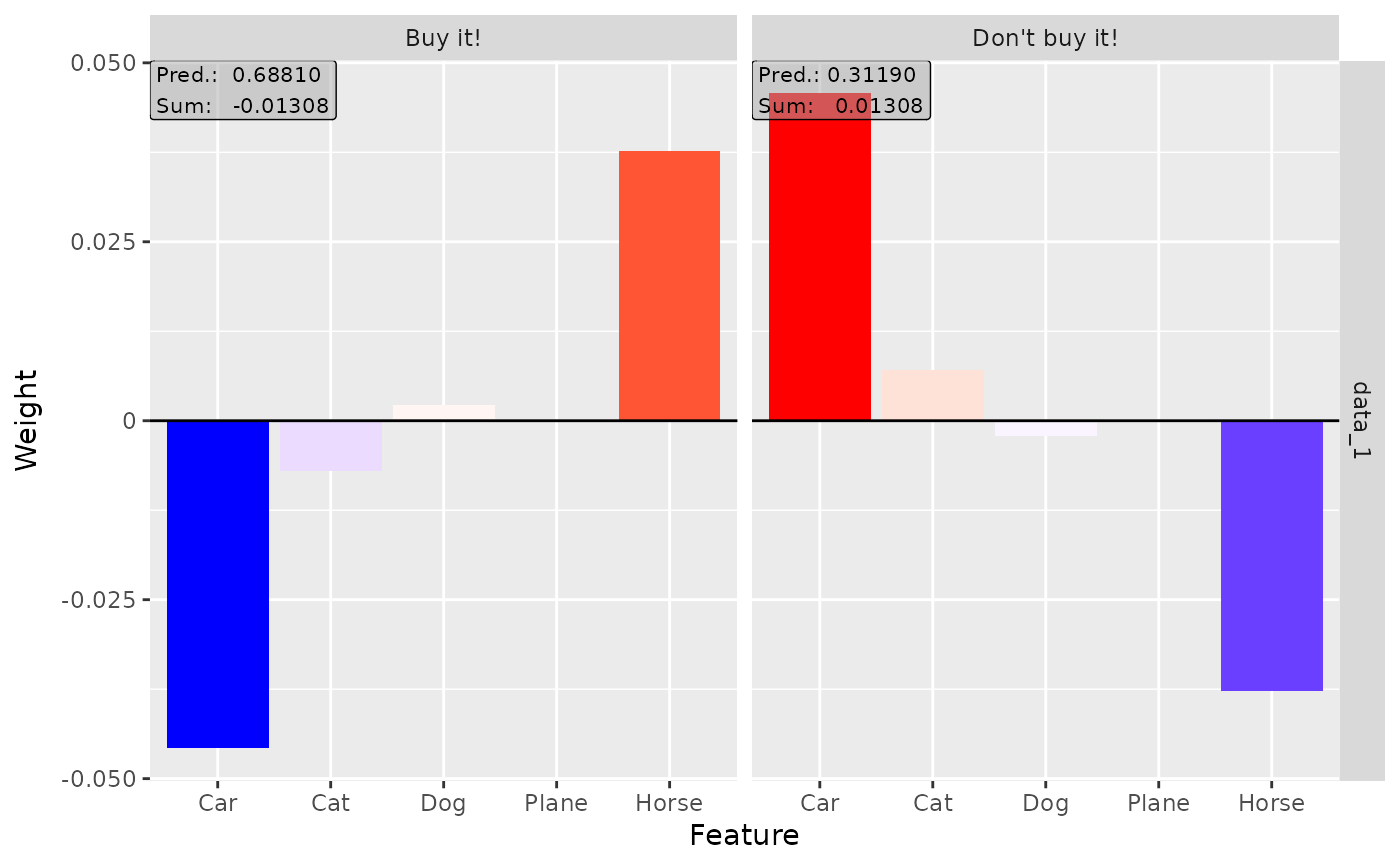 Buy it!
Don't buy it!
0.050
0.025
0
-0.025
-0.050
Weight
Pred.: 0.68810
Sum: -0.01308
Pred.: 0.31190
Sum: 0.01308
data_1
Car Cat Dog Plane Horse
Car Cat Dog Plane Horse
Feature